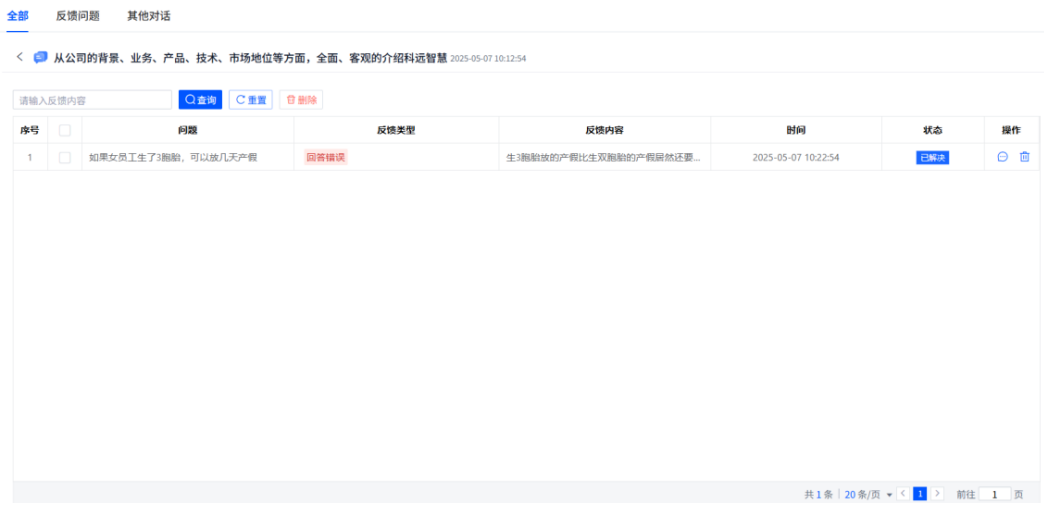 全部 反馈问题 其他对话
从公司的背景、业务、产品、技术、市场地位等方面，全面、客观的介绍科远智慧 2025-05-07 10:12:54
请输入反馈内容 查询 重置 删除
序号 问题 反馈类型 反馈内容 时间 状态 操作
1 如果女员工生了3胞胎，可以放几天产假 回答错误 生3胞胎放的产假比生双胞胎的产假居然还要... 2025-05-07 10:22:54 已解决
共 1 条 20 条/页 1 前往 1 页